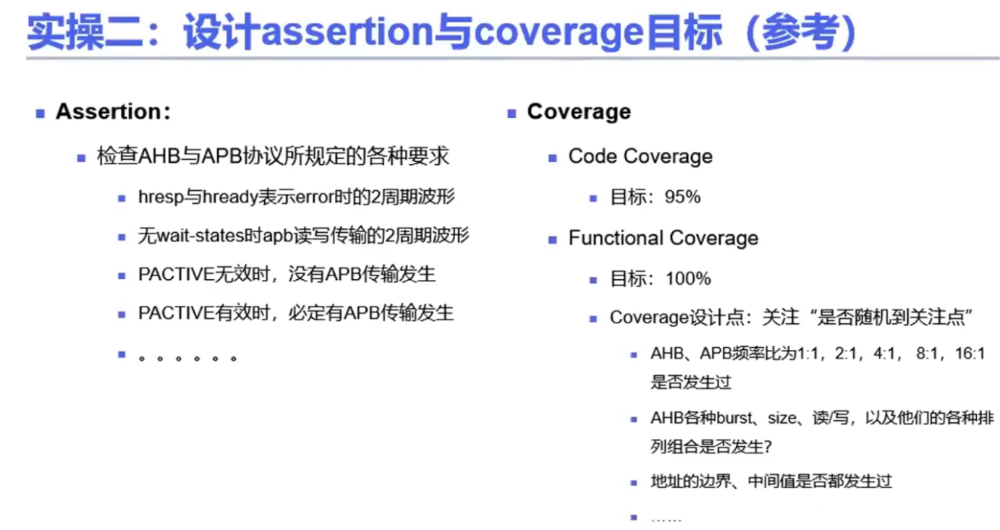 实操二：设计assertion与coverage目标（参考）
Assertion：
检查AHB与APB协议所规定的各种要求
hresp与hready表示error时的2周期波形
无wait-states时apb读写传输的2周期波形
PACTIVE无效时，没有APB传输发生
PACTIVE有效时，必定有APB传输发生
。。。。。。
Coverage
Code Coverage
目标：95%
Functional Coverage
目标：100%
Coverage设计点：关注“是否随机到关注点”
AHB、APB频率比为1:1，2:1，4:1， 8:1，16:1
是否发生过
AHB各种burst、size、读/写，以及他们的各种排
列组合是否发生？
地址的边界、中间值是否都发生过
……